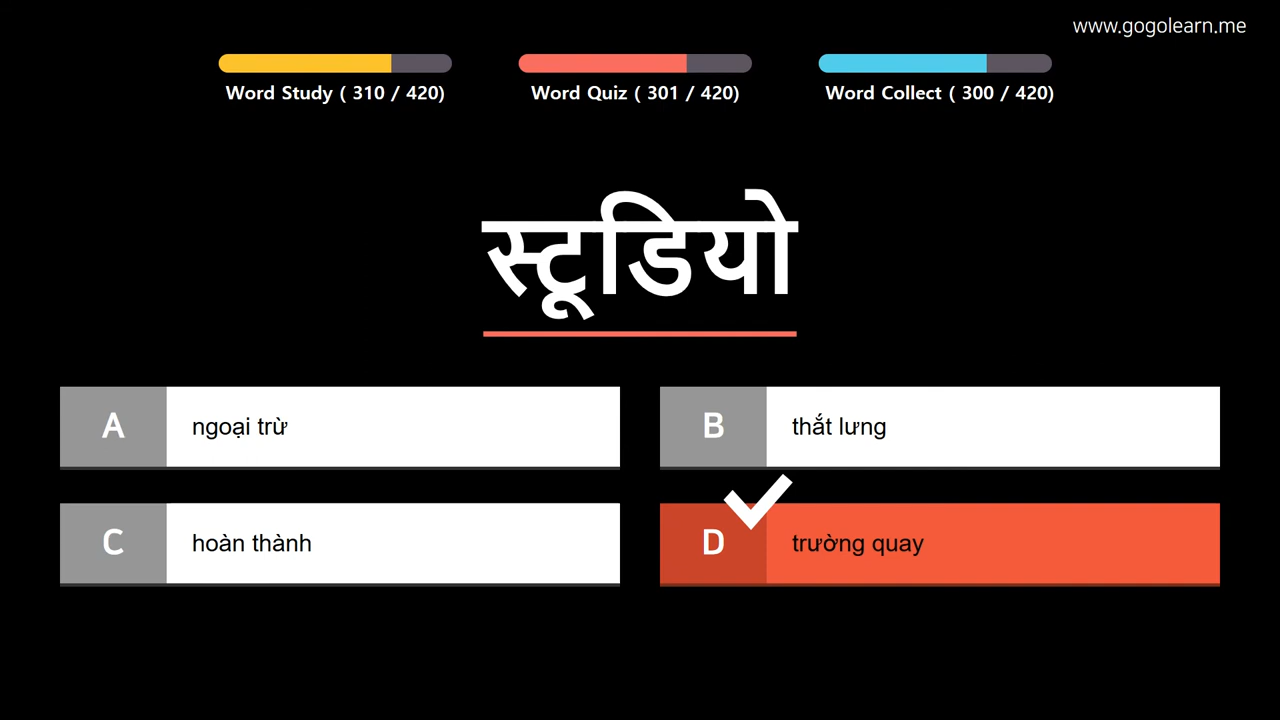 www.gogolearn.me
Word Study ( 310 / 420)
Word Quiz ( 301 / 420)
Word Collect ( 300 / 420)
स्टूडियो
A
ngoại trừ
B
thắt lưng
C
hoàn thành
D
trường quay